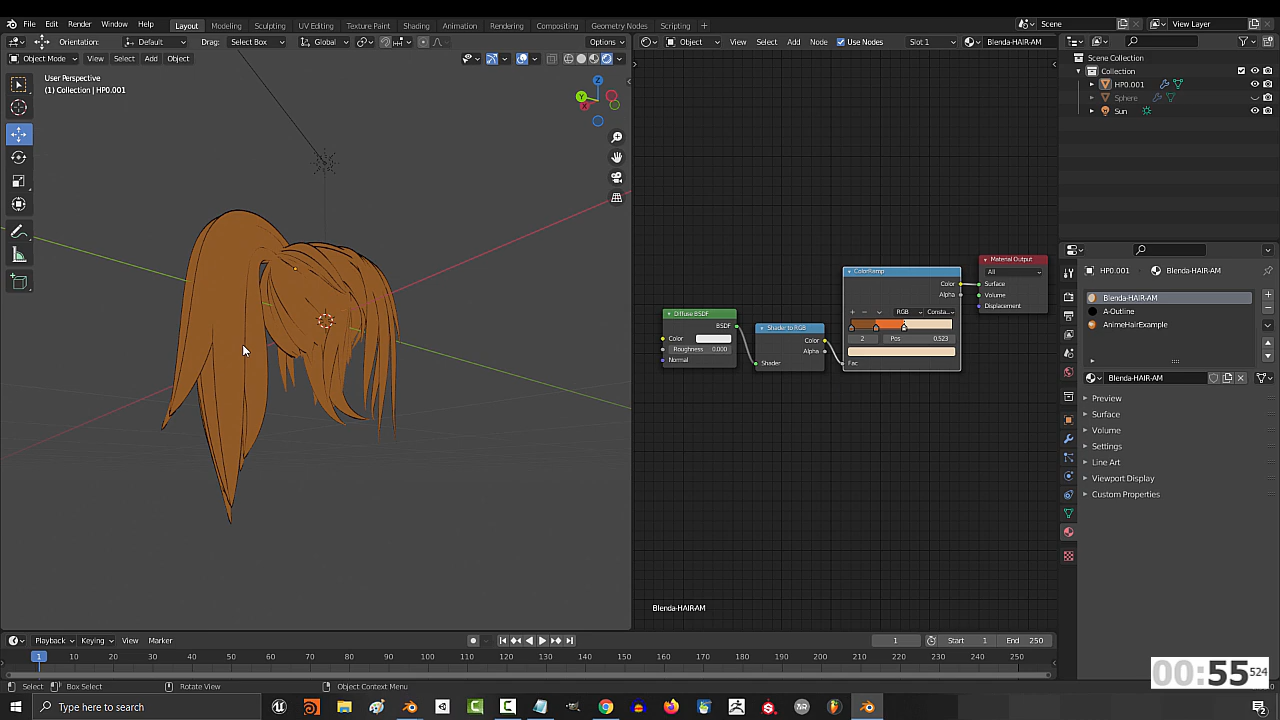 File Edit Render Window Help Layout Modeling Sculpting UV Editing Texture Paint Shading Animation Rendering Compositing Geometry Nodes Scripting + Scene View Layer
Orientation: Default Drag: Select Box Global Options Object View Select Add Node Use Nodes Slot 1 Blenda-HAIR-AM
Object Mode View Select Add Object
User Perspective
(1) Collection | HP0.001
Scene Collection
Collection
HP0.001
Sphere
Sun
Z
Y
X
Diffuse BSDF
BSDF
Color
Roughness 0.000
Normal
Shader to RGB
Color
Alpha
Shader
ColorRamp
Color
Alpha
RGB Consta...
2 Pos 0.523
Fac
Material Output
All
Surface
Volume
Displacement
Blenda-HAIR-AM
HP0.001 Blenda-HAIR-AM
Blenda-HAIR-AM
A-Outline
AnimeHairExample
Blenda-HAIR-AM
Preview
Surface
Volume
Settings
Line Art
Viewport Display
Custom Properties
Playback Keying View Marker 1 Start 1 End 250
1 10 20 30 40 50 60 70 80 90 100 110 120 130 140 150 160 170 180 190 200 210 220 230 240 250
Select Box Select Rotate View Object Context Menu
00:55 524
Type here to search